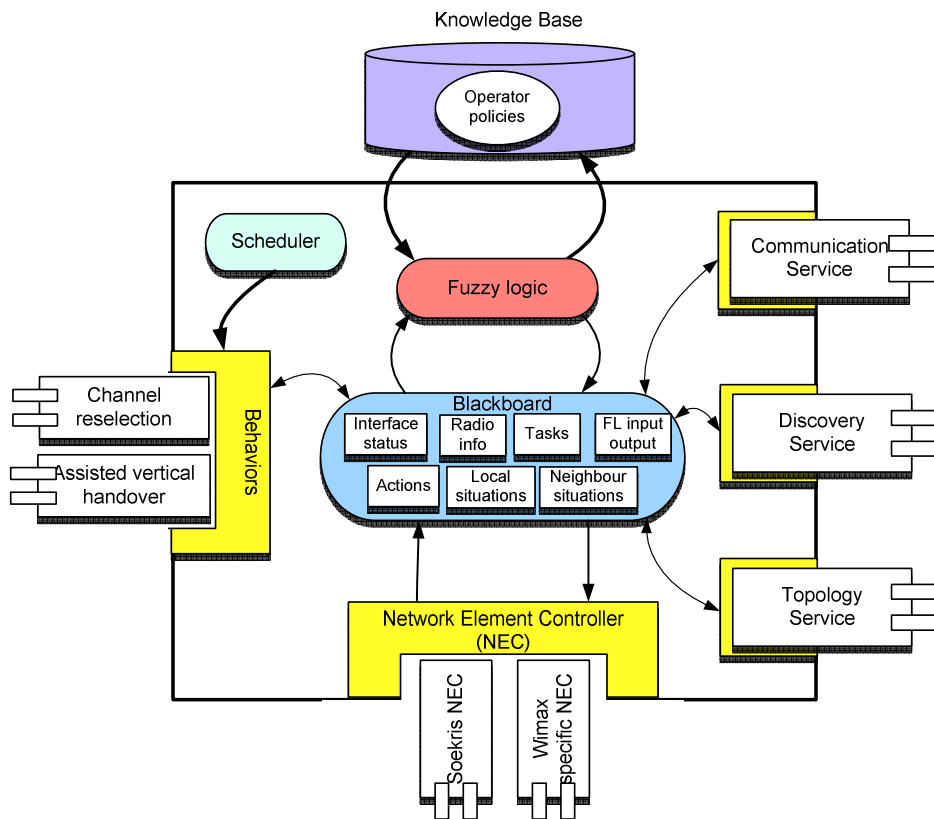 Knowledge Base
Operator
policies
Scheduler
Fuzzy logic
Communication
Service
Channel
reselection
Assisted vertical
handover
Behaviors
Blackboard
Interface
status
Radio
info
Tasks
FL input
output
Actions
Local
situations
Neighbour
situations
Discovery
Service
Topology
Service
Network Element Controller
(NEC)
Soekris NEC
Wimax
specific NEC